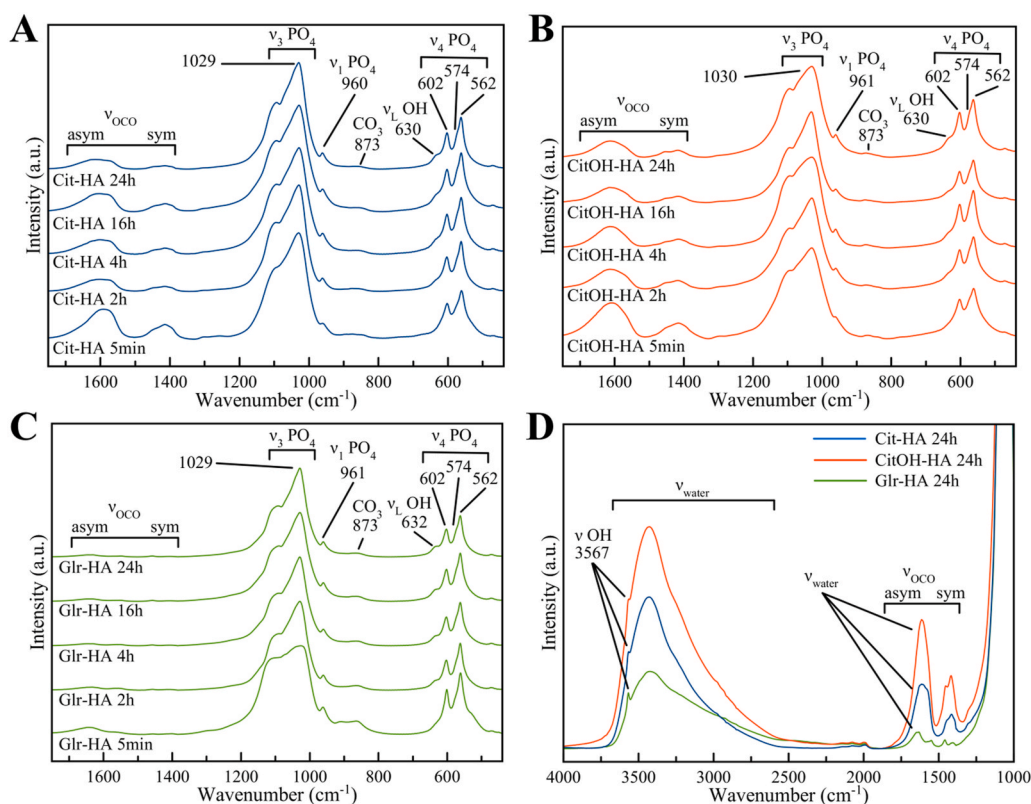 A
ν3 PO4
1029
ν1 PO4
960
ν4 PO4
574
602
562
νOCO
asym sym
CO3
873
νL OH
630
Cit-HA 24h
Cit-HA 16h
Cit-HA 4h
Cit-HA 2h
Cit-HA 5min
Intensity (a.u.)
1600 1400 1200 1000 800 600
Wavenumber (cm-1)
B
ν3 PO4
1030
ν1 PO4
961
ν4 PO4
574
602
562
νOCO
asym sym
CO3
873
νL OH
630
CitOH-HA 24h
CitOH-HA 16h
CitOH-HA 4h
CitOH-HA 2h
CitOH-HA 5min
Intensity (a.u.)
1600 1400 1200 1000 800 600
Wavenumber (cm-1)
C
ν3 PO4
1029
ν1 PO4
961
ν4 PO4
574
602
562
νOCO
asym sym
CO3
873
νL OH
632
Glr-HA 24h
Glr-HA 16h
Glr-HA 4h
Glr-HA 2h
Glr-HA 5min
Intensity (a.u.)
1600 1400 1200 1000 800 600
Wavenumber (cm-1)
D
Cit-HA 24h
CitOH-HA 24h
Glr-HA 24h
νwater
ν OH
3567
νwater
νOCO
asym sym
Intensity (a.u.)
4000 3500 3000 2500 2000 1500 1000
Wavenumber (cm-1)